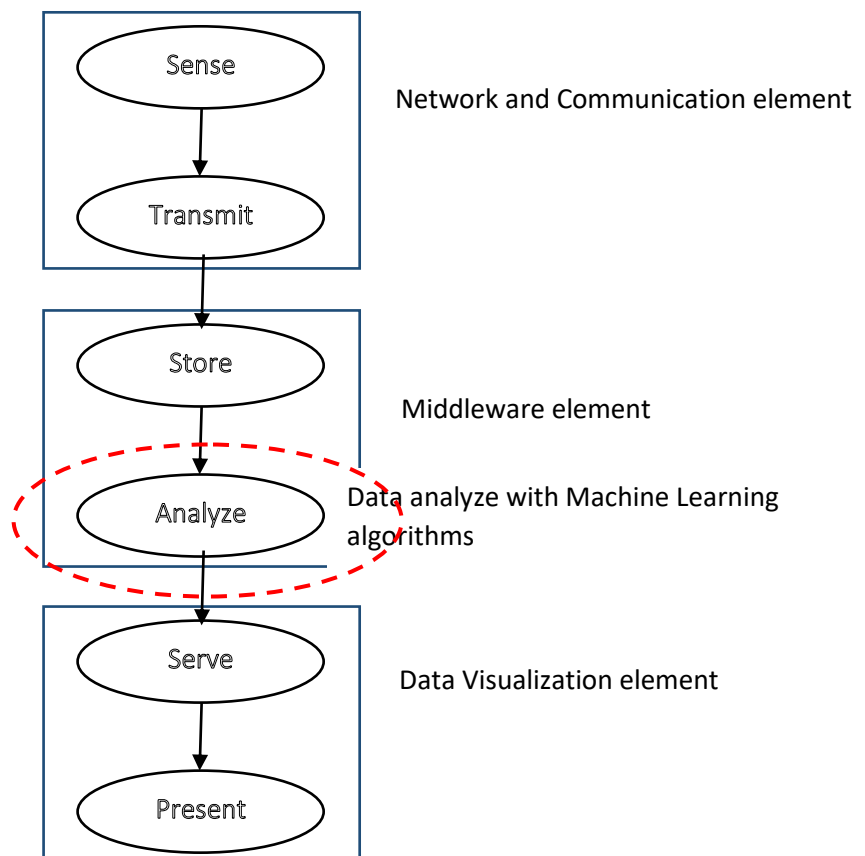 Sense
Network and Communication element
Transmit
Store
Middleware element
Analyze
Data analyze with Machine Learning
algorithms
Serve
Data Visualization element
Present